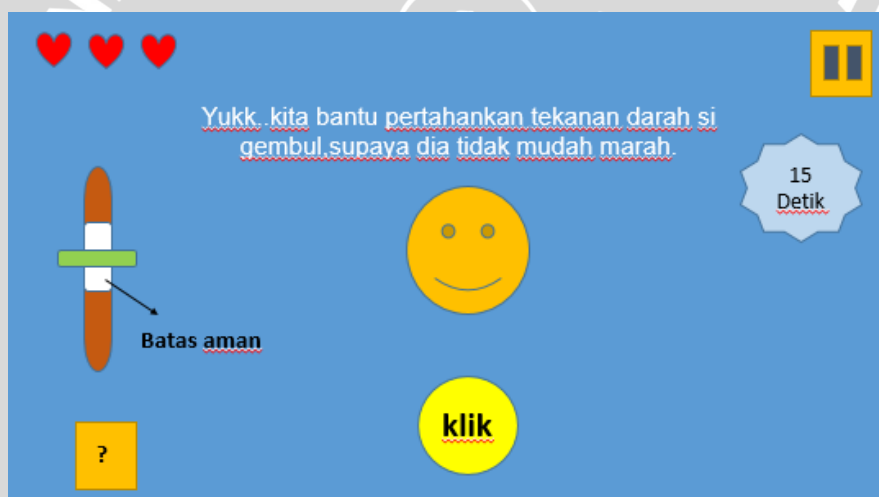 Yukk..kita bantu pertahankan tekanan darah si
gembul,supaya dia tidak mudah marah.
15
Detik
Batas aman
klik
?